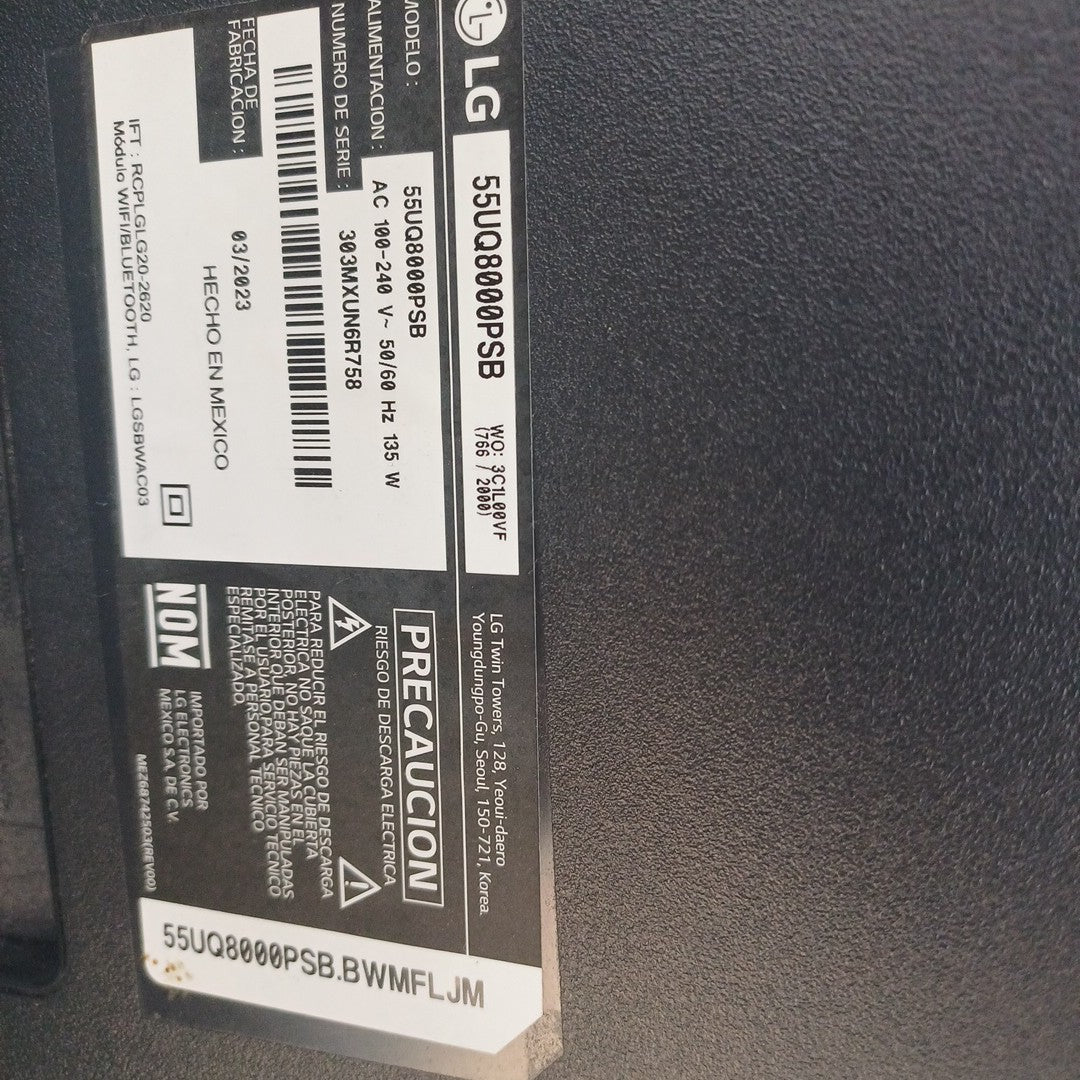 LG
55UQ8000PSB
WO: 3C1L00VF
(766 / 2000)
MODELO :
55UQ8000PSB
ALIMENTACION :
AC 100-240 V~ 50/60 Hz 135 W
NUMERO DE SERIE :
303MXUN6R758
FECHA DE
FABRICACION :
03/2023
HECHO EN MEXICO
IFT : RCPLGLG20-2620
Módulo WIFI/BLUETOOTH, LG : LGSBWAC03
LG Twin Towers, 128, Yeoui-daero
Youngdungpo-Gu, Seoul, 150-721, Korea.
PRECAUCION
RIESGO DE DESCARGA ELECTRICA
PARA REDUCIR EL RIESGO DE DESCARGA
ELECTRICA NO SAQUE LA CUBIERTA
POSTERIOR, NO HAY PIEZAS EN EL
INTERIOR QUE DEBAN SER MANIPULADAS
POR EL USUARIO,PARA SERVICIO TECNICO
REMITASE A PERSONAL TECNICO
ESPECIALIZADO.
NOM
IMPORTADO POR
LG ELECTRONICS
MEXICO S.A. DE C.V.
MEZ68742503(REV00)
55UQ8000PSB.BWMFLJM